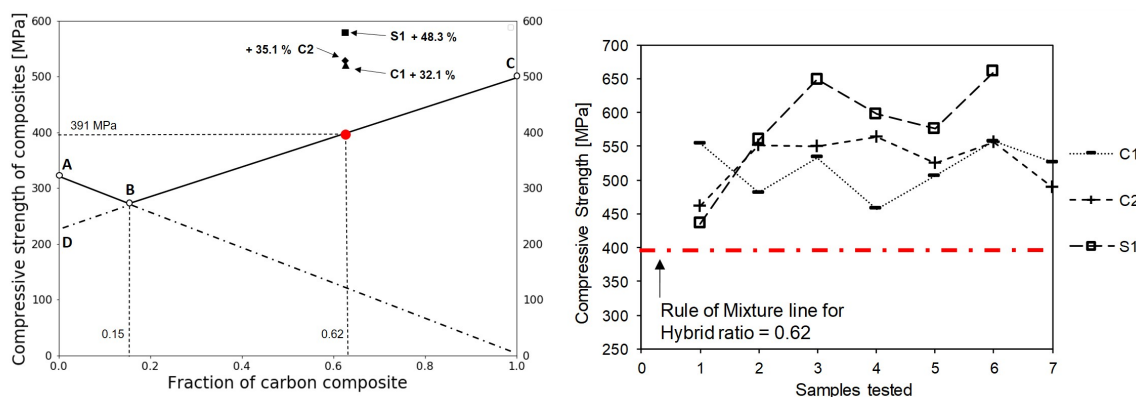 Compressive strength of composites [MPa]
600
500
400
300
200
100
0
600
500
400
300
200
100
0
S1 + 48.3 %
+ 35.1 % C2
C1 + 32.1 %
C
391 MPa
A
B
D
0.15
0.62
0.0
0.2
0.4
0.6
0.8
1.0
Fraction of carbon composite
Compressive Strength [MPa]
700
650
600
550
500
450
400
350
300
250
Rule of Mixture line for
Hybrid ratio = 0.62
0
1
2
3
4
5
6
7
Samples tested
C1
C2
S1